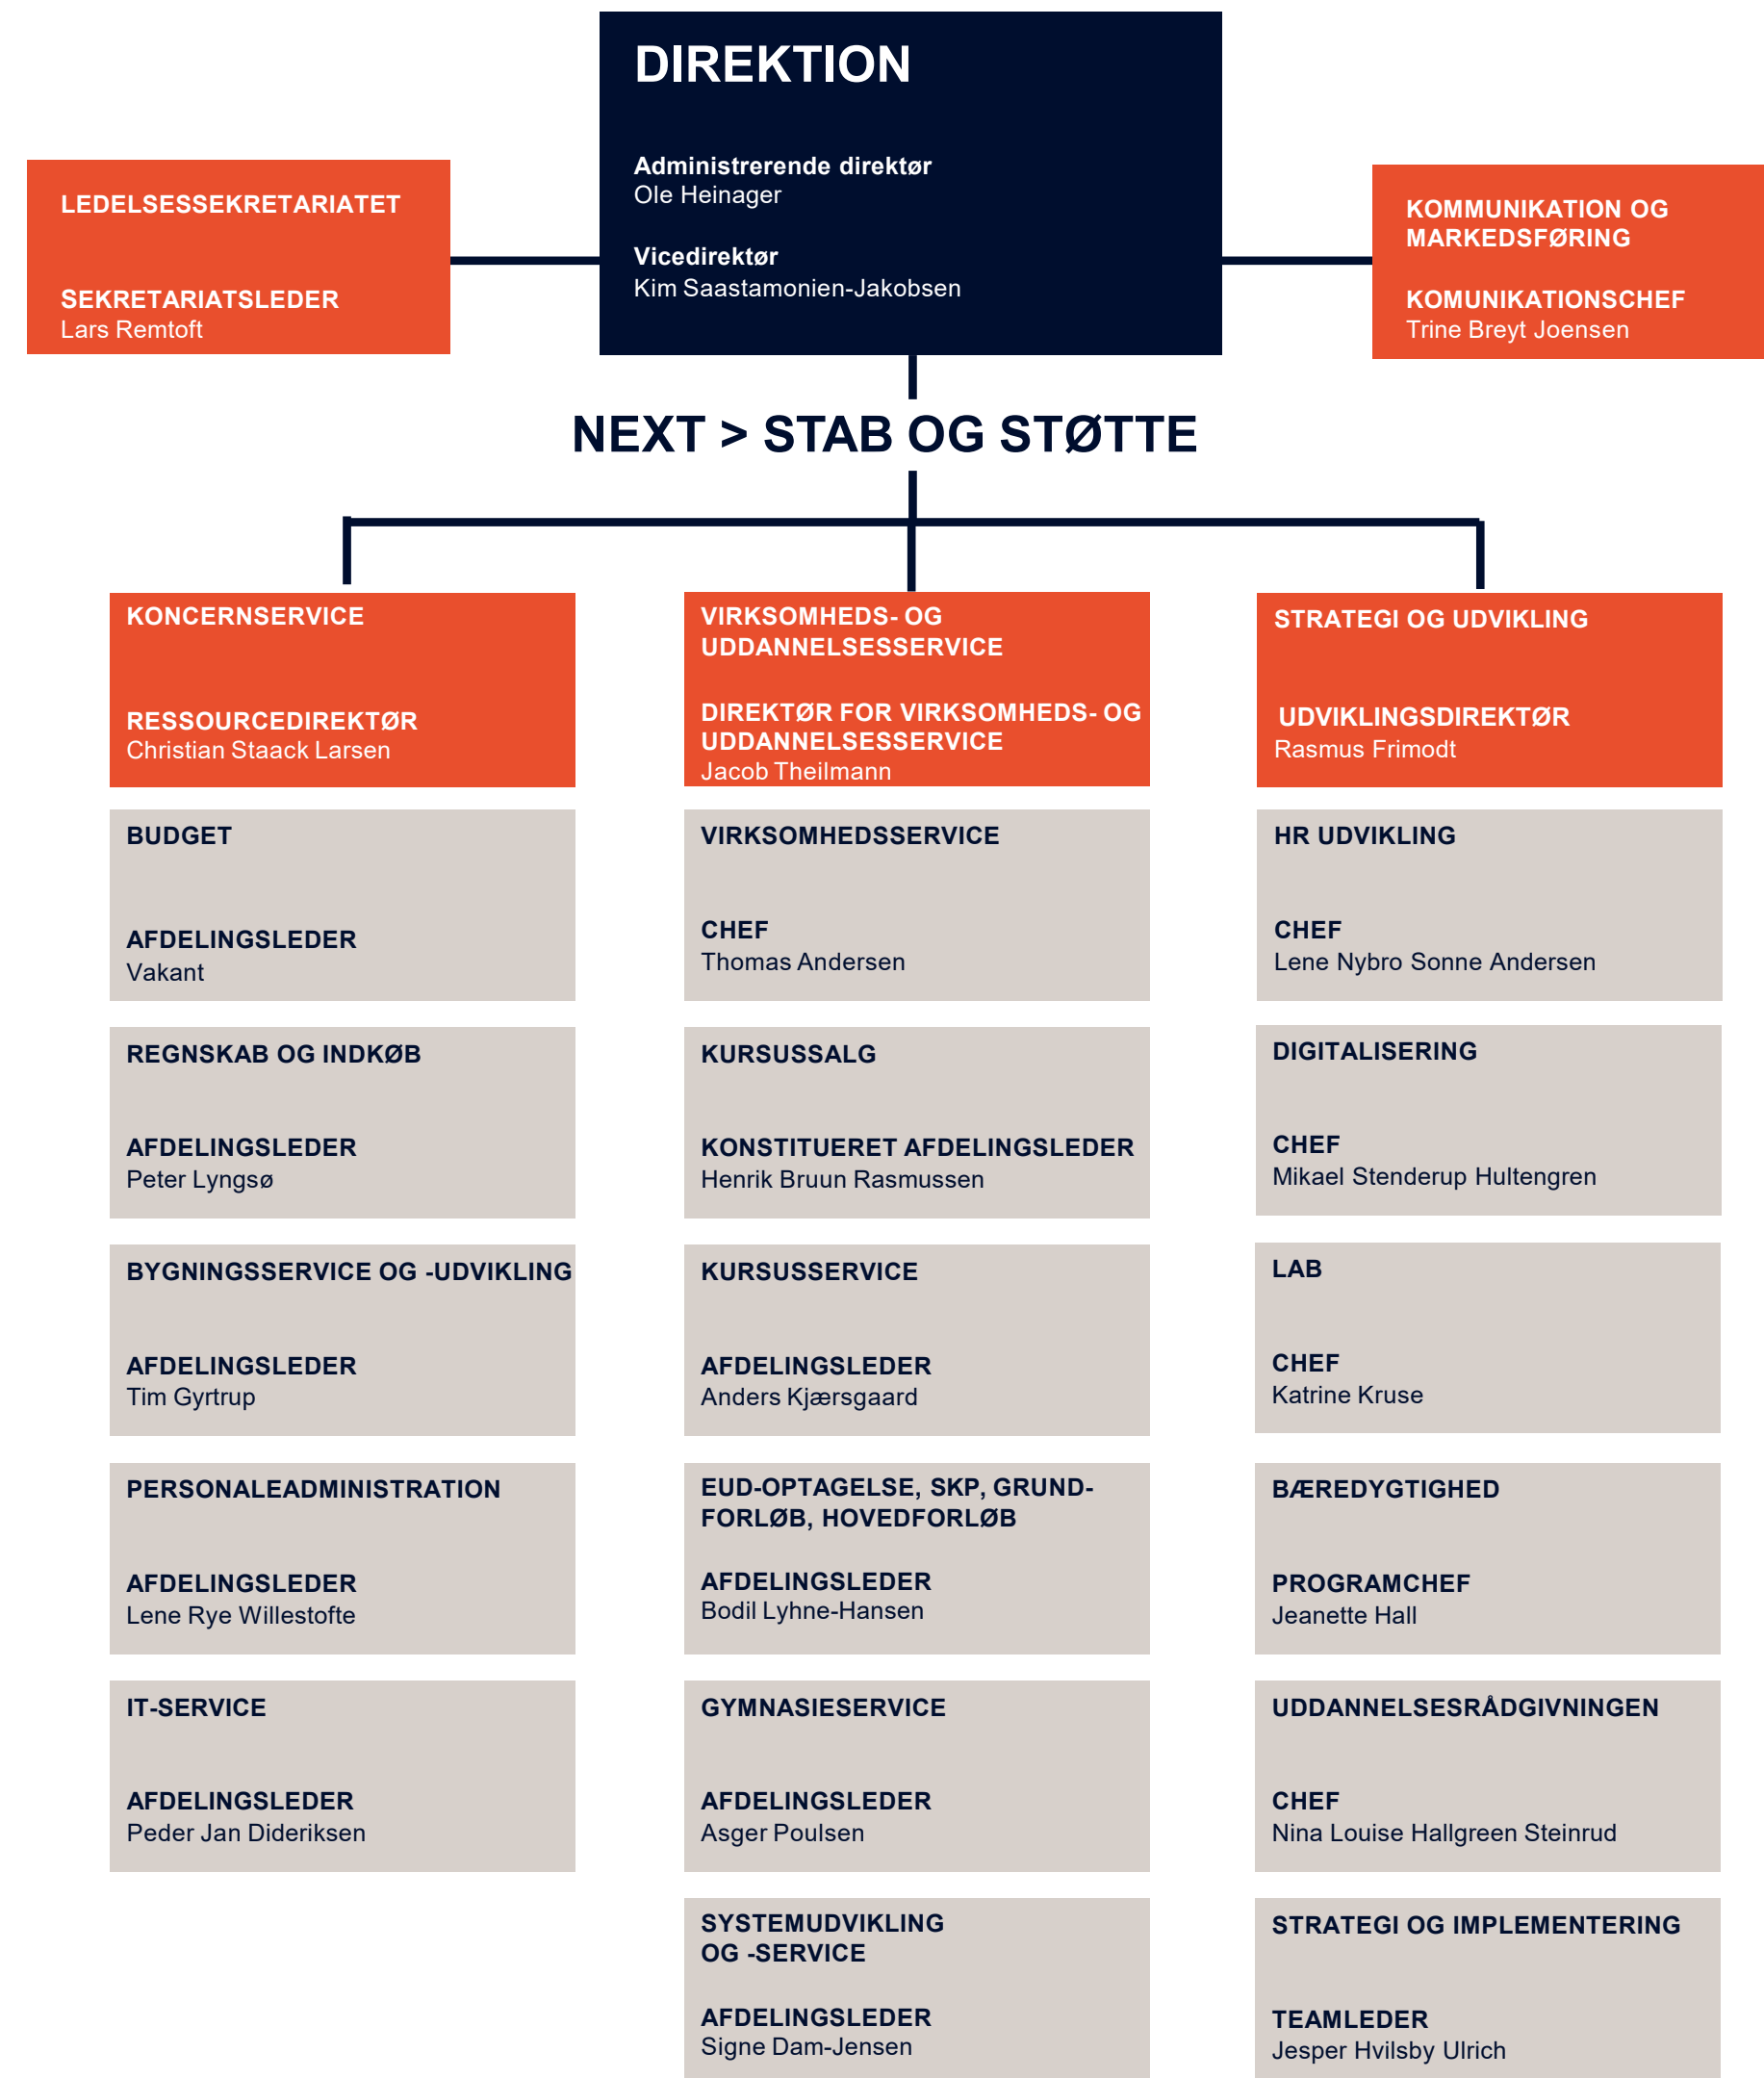 DIREKTION
Administrerende direktør
Ole Heinager
Vicedirektør
Kim Saastamonien-Jakobsen
LEDELSESSEKRETARIATET
SEKRETARIATSLEDER
Lars Remtoft
KOMMUNIKATION OG
MARKEDSFØRING
KOMUNIKATIONSCHEF
Trine Breyt Joensen
NEXT > STAB OG STØTTE
KONCERNSERVICE
RESSOURCEDIREKTØR
Christian Staack Larsen
BUDGET
AFDELINGSLEDER
Vakant
REGNSKAB OG INDKØB
AFDELINGSLEDER
Peter Lyngsø
BYGNINGSSERVICE OG -UDVIKLING
AFDELINGSLEDER
Tim Gyrtrup
PERSONALEADMINISTRATION
AFDELINGSLEDER
Lene Rye Willestofte
IT-SERVICE
AFDELINGSLEDER
Peder Jan Dideriksen
VIRKSOMHEDS- OG
UDDANNELSESSERVICE
DIREKTØR FOR VIRKSOMHEDS- OG
UDDANNELSESSERVICE
Jacob Theilmann
VIRKSOMHEDSSERVICE
CHEF
Thomas Andersen
KURSUSSALG
KONSTITUERET AFDELINGSLEDER
Henrik Bruun Rasmussen
KURSUSSERVICE
AFDELINGSLEDER
Anders Kjærsgaard
EUD-OPTAGELSE, SKP, GRUND-
FORLØB, HOVEDFORLØB
AFDELINGSLEDER
Bodil Lyhne-Hansen
GYMNASIESERVICE
AFDELINGSLEDER
Asger Poulsen
SYSTEMUDVIKLING
OG -SERVICE
AFDELINGSLEDER
Signe Dam-Jensen
STRATEGI OG UDVIKLING
UDVIKLINGSDIREKTØR
Rasmus Frimodt
HR UDVIKLING
CHEF
Lene Nybro Sonne Andersen
DIGITALISERING
CHEF
Mikael Stenderup Hultengren
LAB
CHEF
Katrine Kruse
BÆREDYGTIGHED
PROGRAMCHEF
Jeanette Hall
UDDANNELSESRÅDGIVNINGEN
CHEF
Nina Louise Hallgreen Steinrud
STRATEGI OG IMPLEMENTERING
TEAMLEDER
Jesper Hvilsby Ulrich